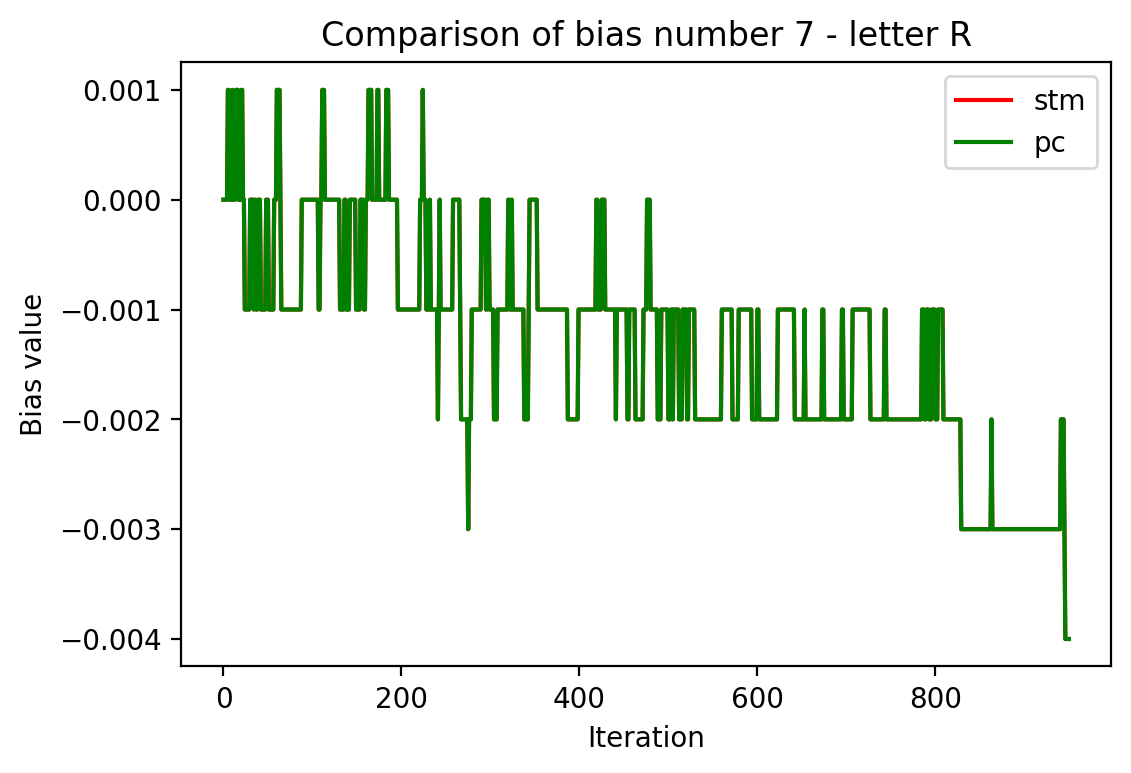 Comparison of bias number 7 - letter R
stm
pc
0.001
0.000
−0.001
−0.002
−0.003
−0.004
Bias value
0
200
400
600
800
Iteration